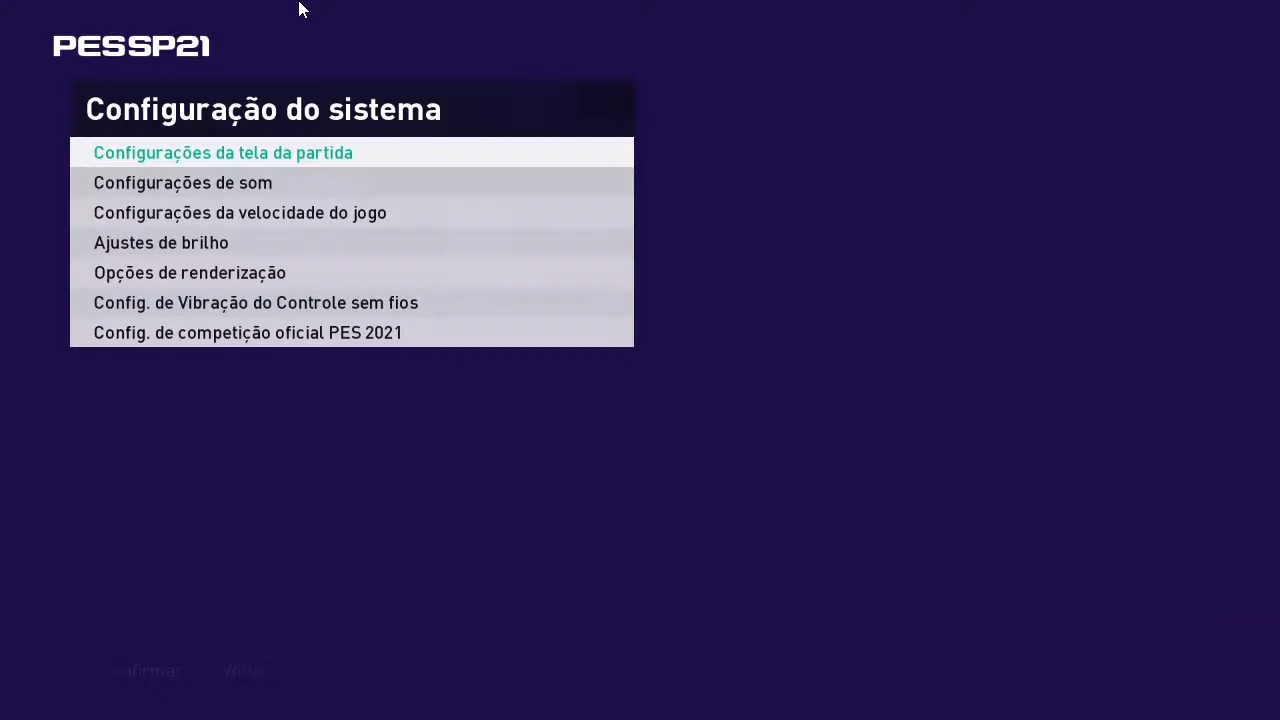 PESSP21
Configuração do sistema
Configurações da tela da partida
Configurações de som
Configurações da velocidade do jogo
Ajustes de brilho
Opções de renderização
Config. de Vibração do Controle sem fios
Config. de competição oficial PES 2021